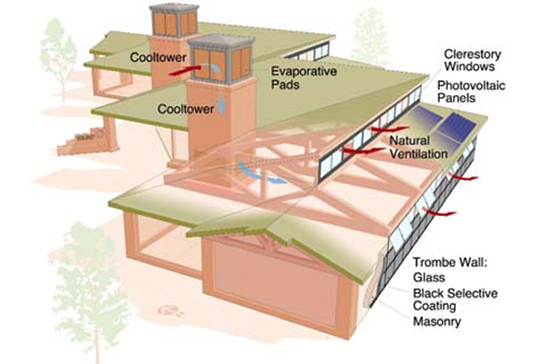 Cooltower
Evaporative
Pads
Cooltower
Clerestory
Windows
Photovoltaic
Panels
Natural
Ventilation
Trombe Wall:
Glass
Black Selective
Coating
Masonry